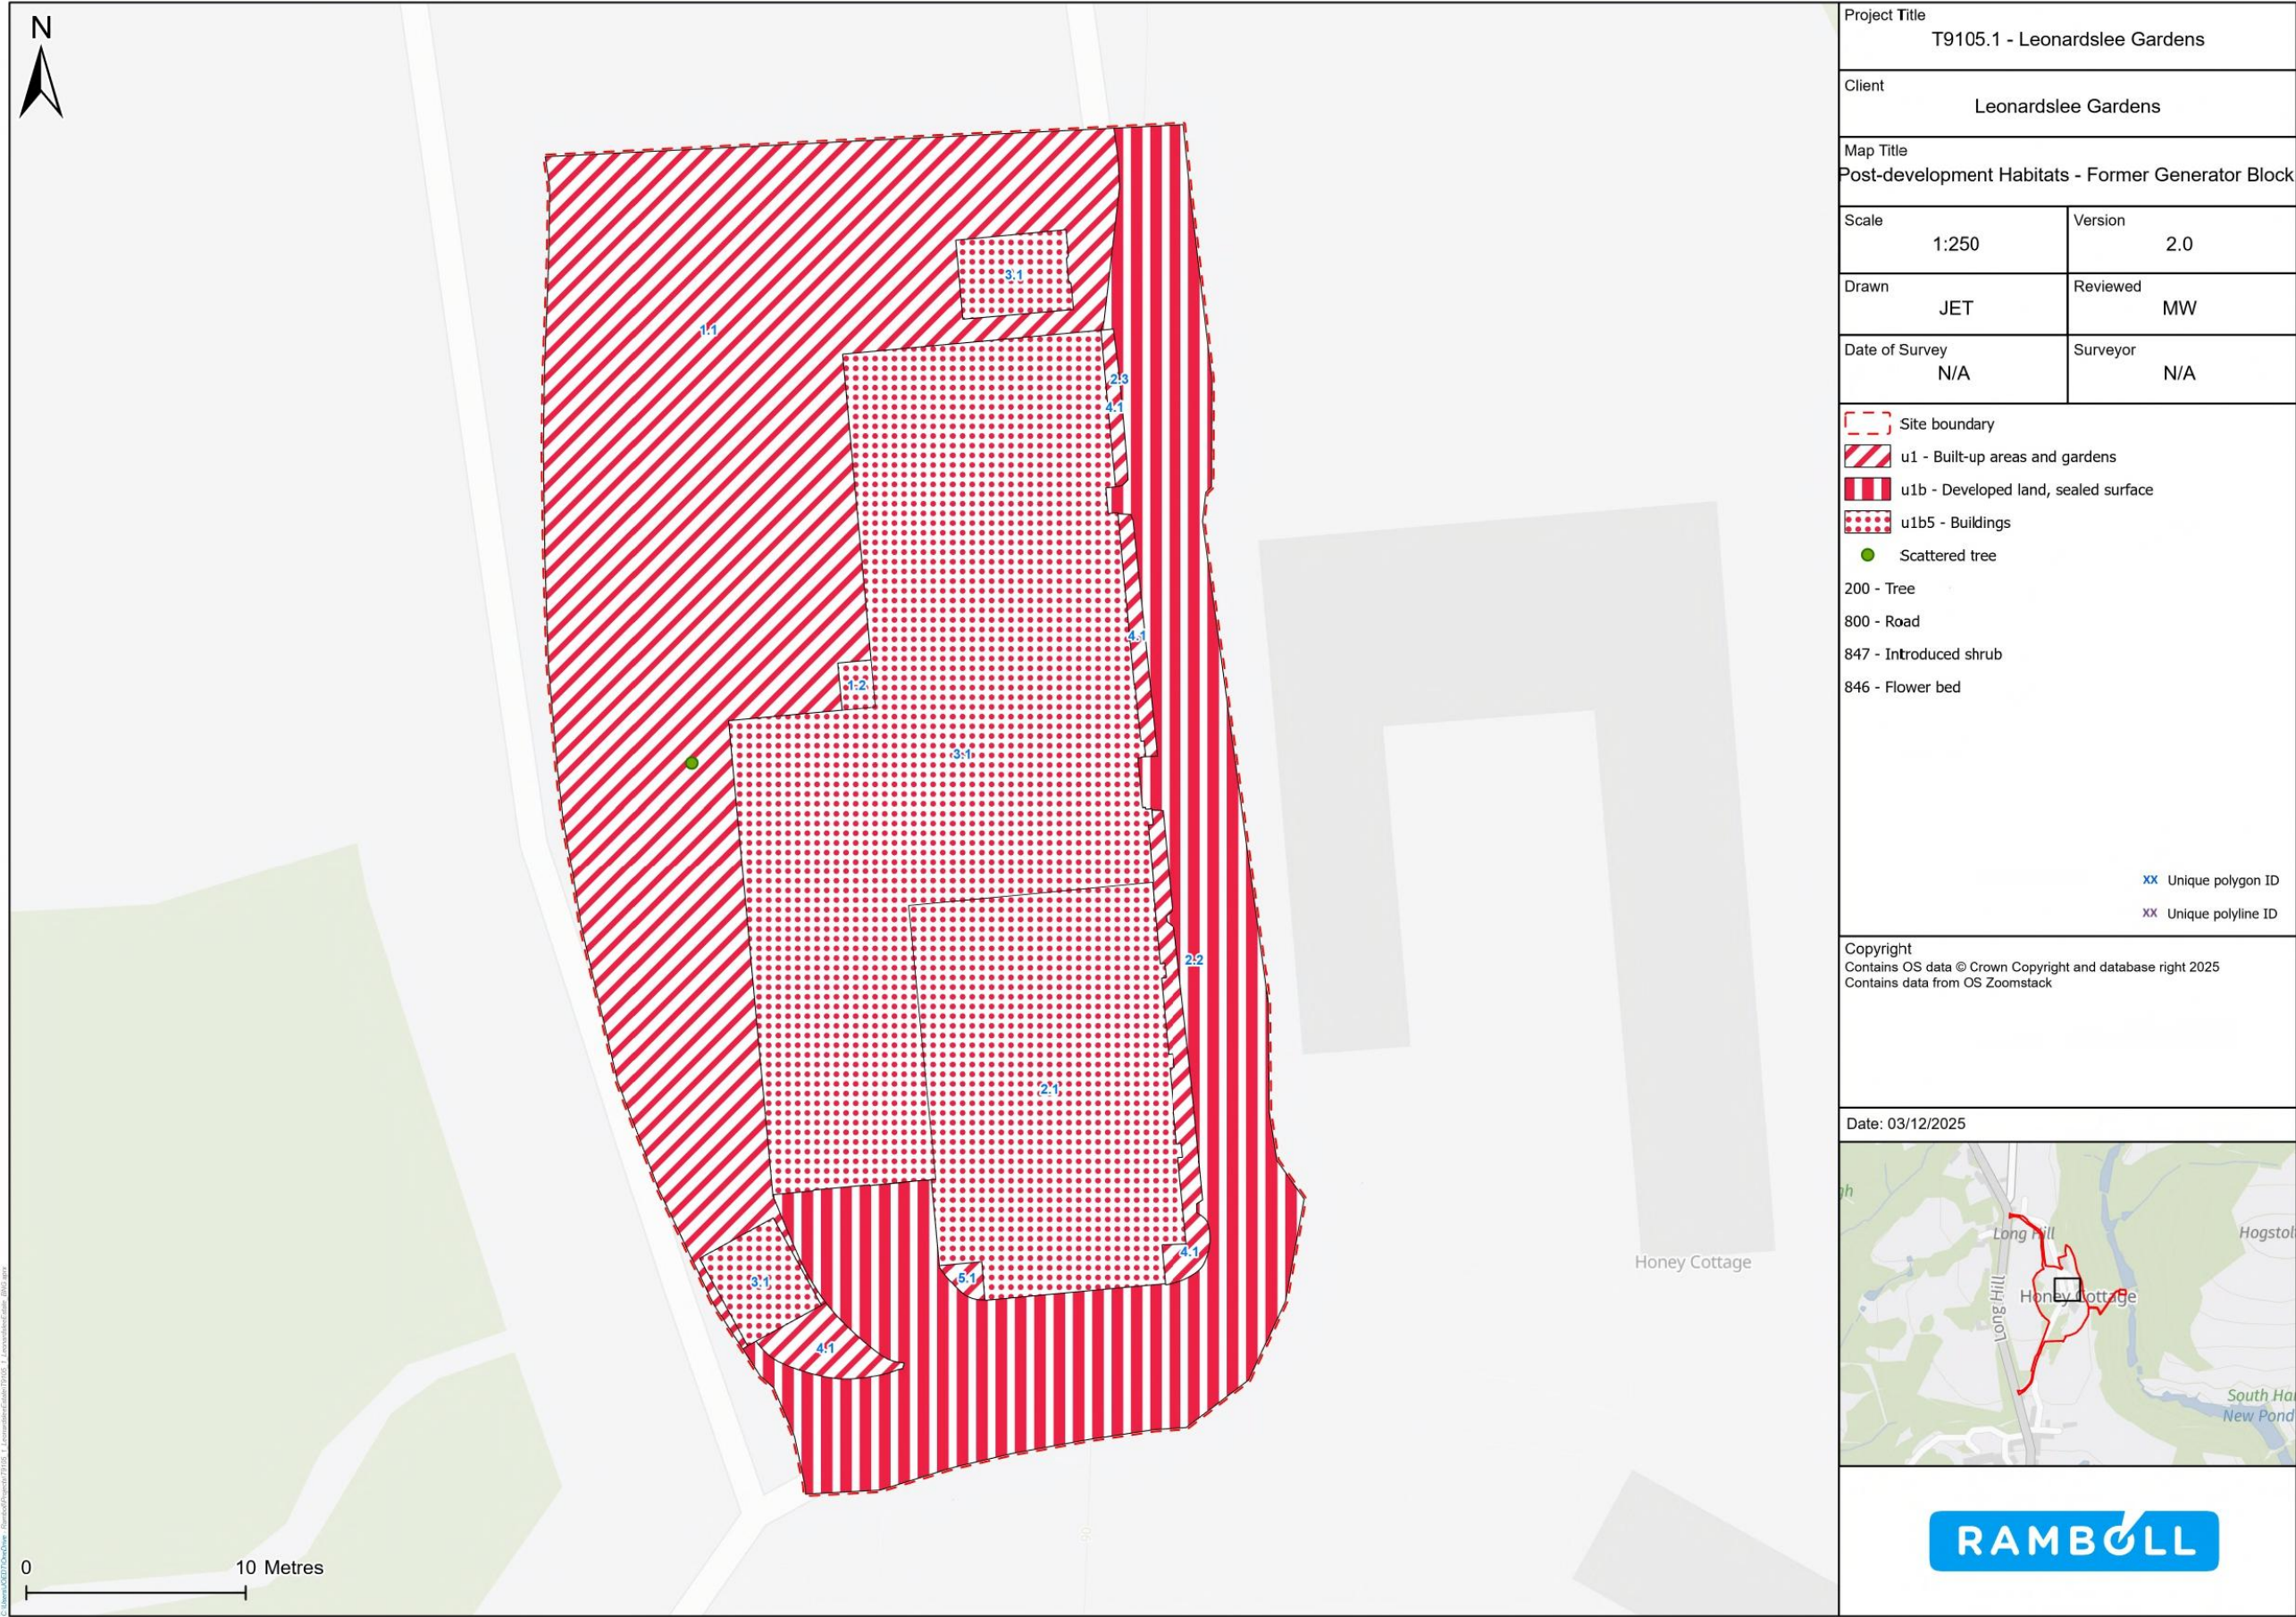 N
1.1
3.1
2.3
4.1
4.1
1.2
3.1
2.2
2.1
4.1
5.1
3.1
4.1
Honey Cottage
0 10 Metres
Project Title
T9105.1 - Leonardslee Gardens
Client
Leonardslee Gardens
Map Title
Post-development Habitats - Former Generator Block
Scale
1:250
Version
2.0
Drawn
JET
Reviewed
MW
Date of Survey
N/A
Surveyor
N/A
Site boundary
u1 - Built-up areas and gardens
u1b - Developed land, sealed surface
u1b5 - Buildings
Scattered tree
200 - Tree
800 - Road
847 - Introduced shrub
846 - Flower bed
xx Unique polygon ID
xx Unique polyline ID
Copyright
Contains OS data © Crown Copyright and database right 2025
Contains data from OS Zoomstack
Date: 03/12/2025
gh
Long Hill
Hogstol
Long Hill
Honey Cottage
South Ha
New Pond
RAMBOLL